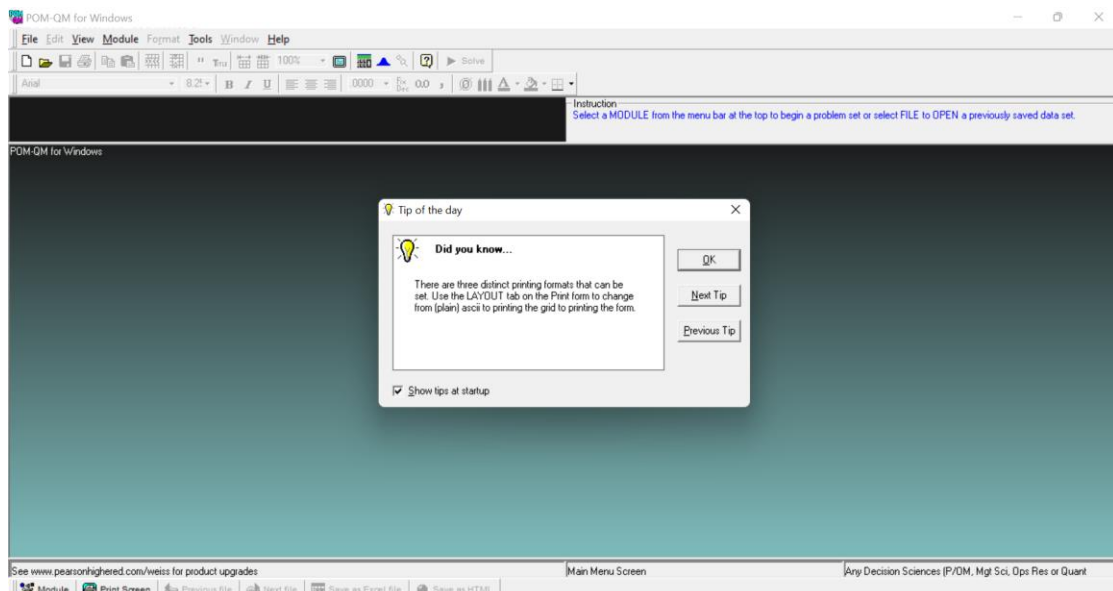 POM-QM for Windows
File Edit View Module Format Tools Window Help
100% Solve
Arial 8.25 B I U .0000 0.0 ,
Instruction
Select a MODULE from the menu bar at the top to begin a problem set or select FILE to OPEN a previously saved data set.
POM-QM for Windows
Tip of the day
Did you know...
There are three distinct printing formats that can be
set. Use the LAYOUT tab on the Print form to change
from (plain) ascii to printing the grid to printing the form.
OK
Next Tip
Previous Tip
Show tips at startup
See www.pearsonhighered.com/weiss for product upgrades Main Menu Screen Any Decision Sciences (P/OM, Mgt Sci, Ops Res or Quant
Module Print Screen Previous file Next file Save as Excel file Save as HTML